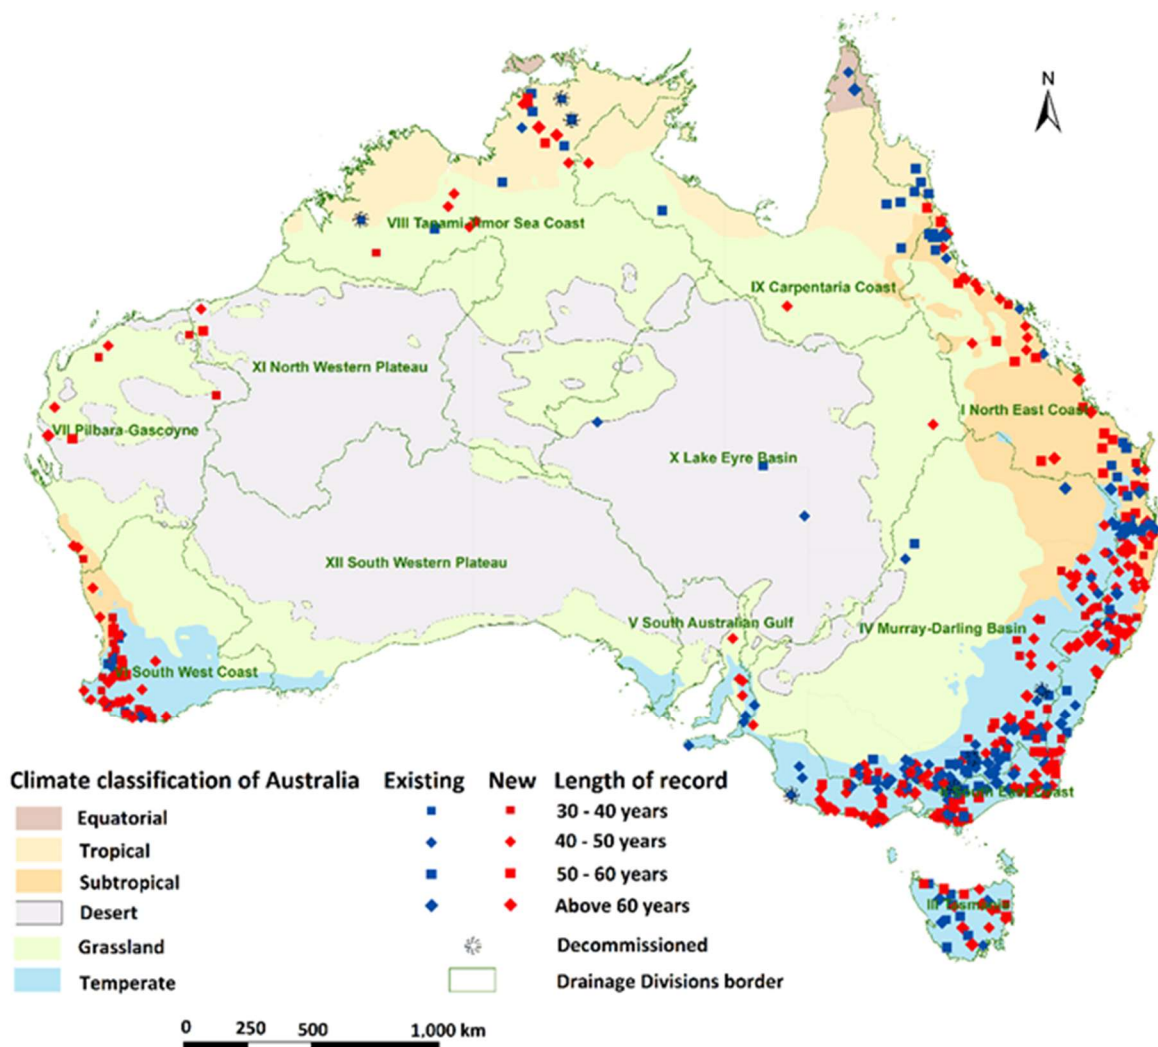 N
VIII Tanami-Timor Sea Coast
IX Carpentaria Coast
XI North Western Plateau
I North East Coast
VII Pilbara-Gascoyne
X Lake Eyre Basin
XII South Western Plateau
V South Australian Gulf
IV Murray-Darling Basin
South West Coast
South East Coast
III Tasmania
Climate classification of Australia Existing New Length of record
Equatorial 30 - 40 years
Tropical 40 - 50 years
Subtropical 50 - 60 years
Desert Above 60 years
Grassland Decommissioned
Temperate Drainage Divisions border
0 250 500 1,000 km